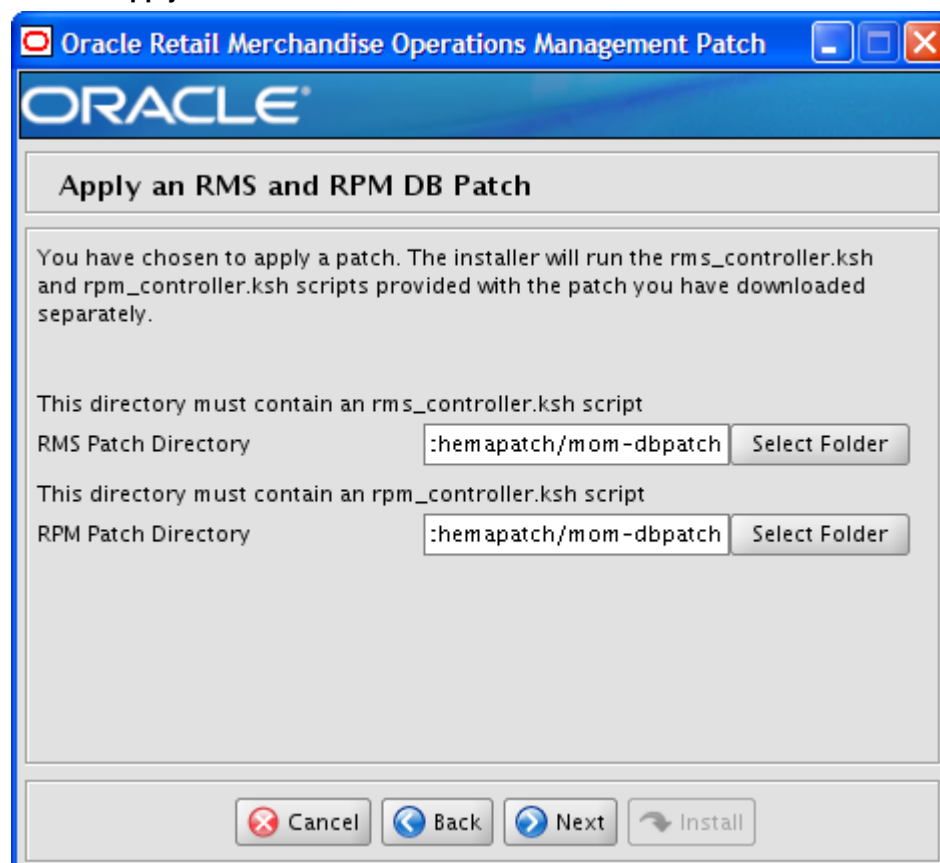 Oracle Retail Merchandise Operations Management Patch
ORACLE
Apply an RMS and RPM DB Patch
You have chosen to apply a patch. The installer will run the rms_controller.ksh
and rpm_controller.ksh scripts provided with the patch you have downloaded
separately.
This directory must contain an rms_controller.ksh script
RMS Patch Directory :hemapatch/mom-dbpatch Select Folder
This directory must contain an rpm_controller.ksh script
RPM Patch Directory :hemapatch/mom-dbpatch Select Folder
Cancel Back Next Install